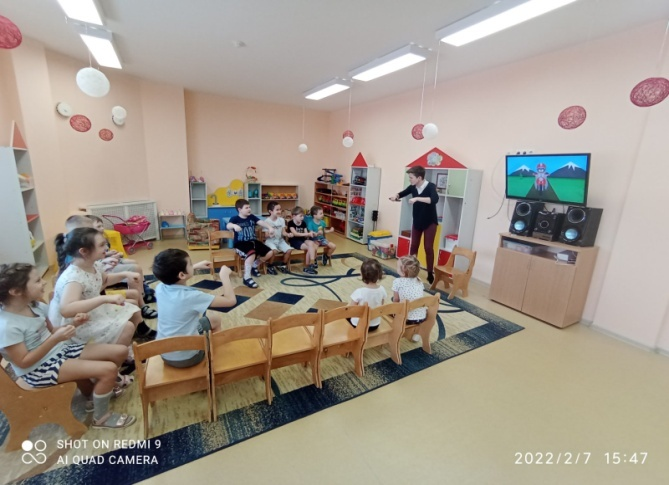 SHOT ON REDMI 9
AI QUAD CAMERA
2022/2/7 15:47